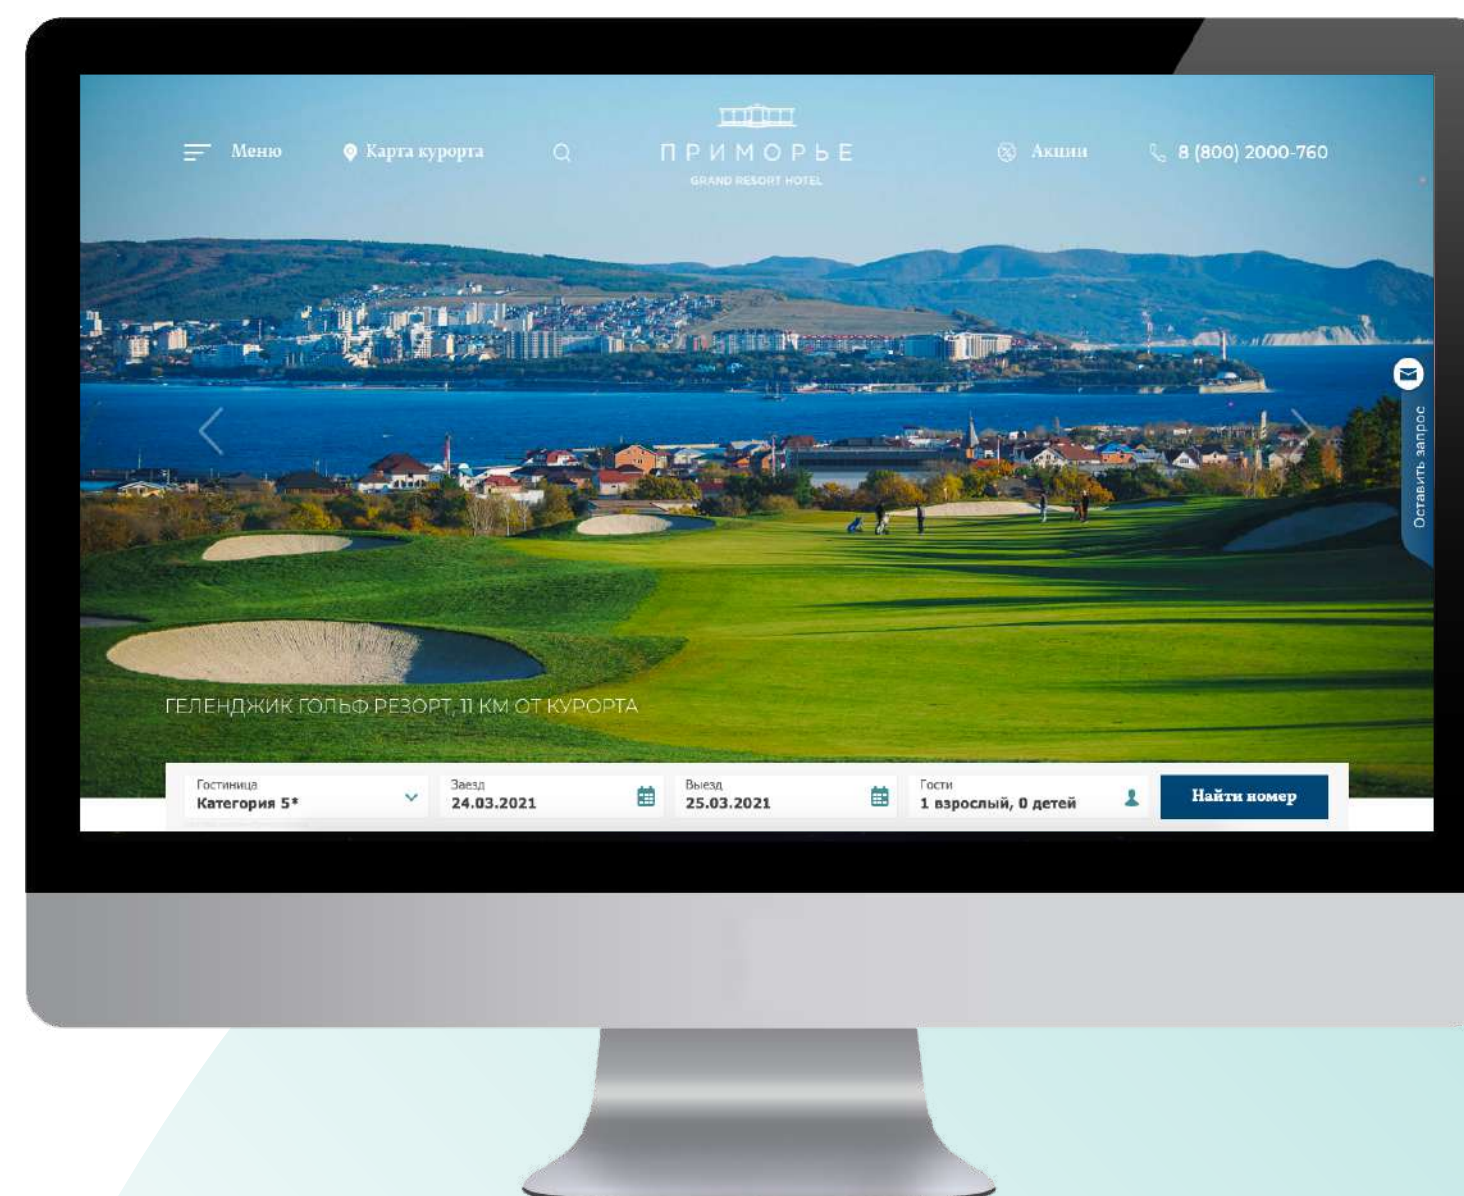 Меню
Карта курорта
ПРИМОРЬЕ
GRAND RESORT HOTEL
Акции
8 (800) 2000-760
Оставить запрос
ГЕЛЕНДЖИК ГОЛЬФ РЕЗОРТ, 11 КМ ОТ КУРОРТА
Гостиница
Категория 5*
Заезд
24.03.2021
Выезд
25.03.2021
Гости
1 взрослый, 0 детей
Найти номер